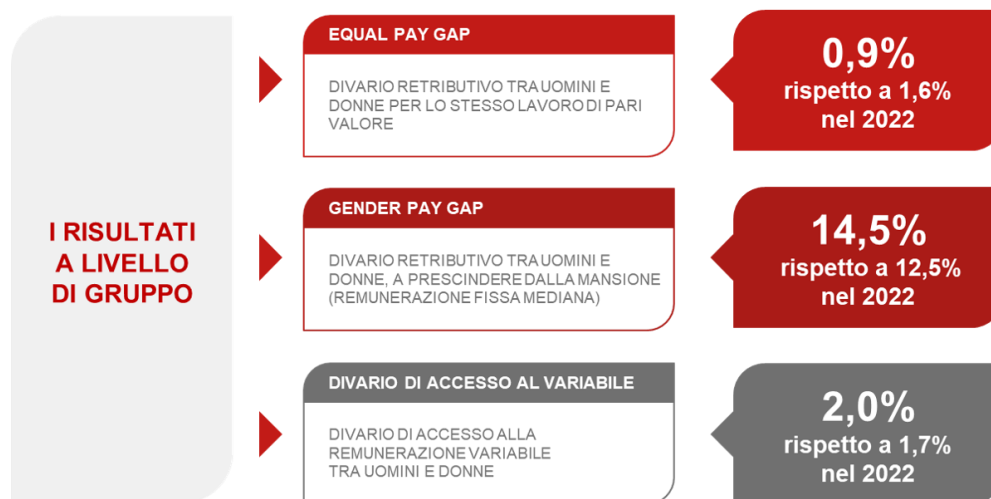 I RISULTATI
A LIVELLO
DI GRUPPO
EQUAL PAY GAP
DIVARIO RETRIBUTIVO TRA UOMINI E
DONNE PER LO STESSO LAVORO DI PARI
VALORE
0,9%
rispetto a 1,6%
nel 2022
GENDER PAY GAP
DIVARIO RETRIBUTIVO TRA UOMINI E
DONNE, A PRESCINDERE DALLA MANSIONE
(REMUNERAZIONE FISSA MEDIANA)
14,5%
rispetto a 12,5%
nel 2022
DIVARIO DI ACCESSO AL VARIABILE
DIVARIO DI ACCESSO ALLA
REMUNERAZIONE VARIABILE
TRA UOMINI E DONNE
2,0%
rispetto a 1,7%
nel 2022